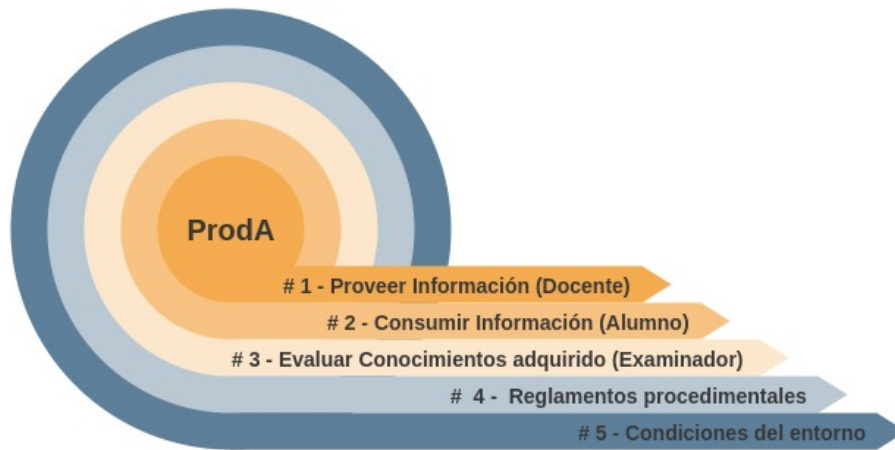 ProdA
# 1 - Proveer Información (Docente)
# 2 - Consumir Información (Alumno)
# 3 - Evaluar Conocimientos adquirido (Examinador)
# 4 - Reglamentos procedimentales
# 5 - Condiciones del entorno